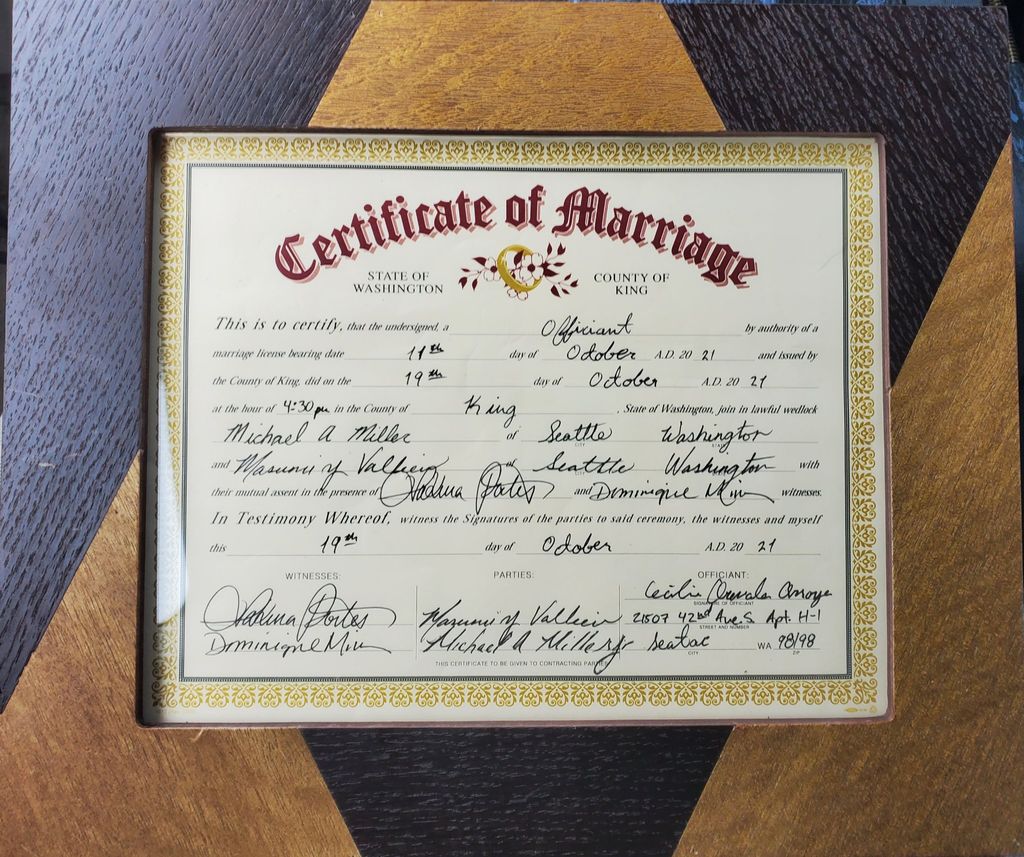 Certificate of Marriage
STATE OF WASHINGTON
COUNTY OF KING
This is to certify, that the undersigned, a Officiant by authority of a
marriage license bearing date 11th day of October A.D. 20 21 and issued by
the County of King, did on the 19th day of October A.D. 20 21
at the hour of 4:30 pm in the County of King, State of Washington, join in lawful wedlock
Michael A Miller of Seattle Washington
CITY
and Masumi y of Seattle Washington with
their mutual assent in the presence of and Dominique witnesses.
In Testimony Whereof, witness the Signatures of the parties to said ceremony, the witnesses and myself
this 19th day of October A.D. 20 21
WITNESSES:
PARTIES:
OFFICIANT:
SIGNATURE OF OFFICIANT
21507 42nd Ave. S. Apt. H-1
STREET AND NUMBER
Dominique
Michael A Miller jr
Seatac WA 98198
CITY ZIP
THIS CERTIFICATE TO BE GIVEN TO CONTRACTING PARTIES